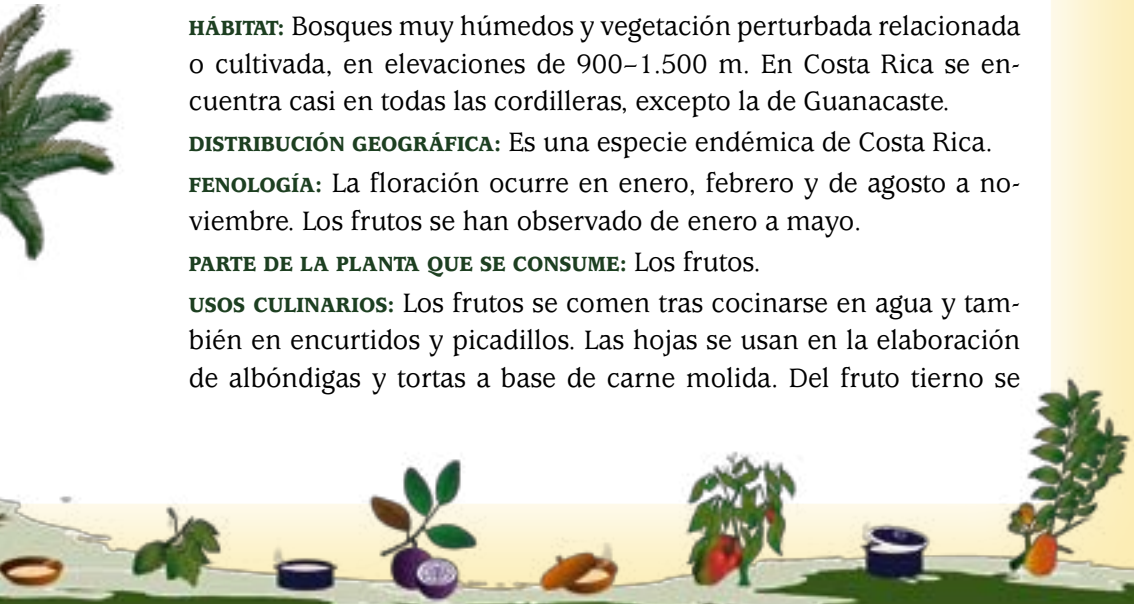 HÁBITAT: Bosques muy húmedos y vegetación perturbada relacionada
o cultivada, en elevaciones de 900–1.500 m. En Costa Rica se en-
cuentra casi en todas las cordilleras, excepto la de Guanacaste.
DISTRIBUCIÓN GEOGRÁFICA: Es una especie endémica de Costa Rica.
FENOLOGÍA: La floración ocurre en enero, febrero y de agosto a no-
viembre. Los frutos se han observado de enero a mayo.
PARTE DE LA PLANTA QUE SE CONSUME: Los frutos.
USOS CULINARIOS: Los frutos se comen tras cocinarse en agua y tam-
bién en encurtidos y picadillos. Las hojas se usan en la elaboración
de albóndigas y tortas a base de carne molida. Del fruto tierno se